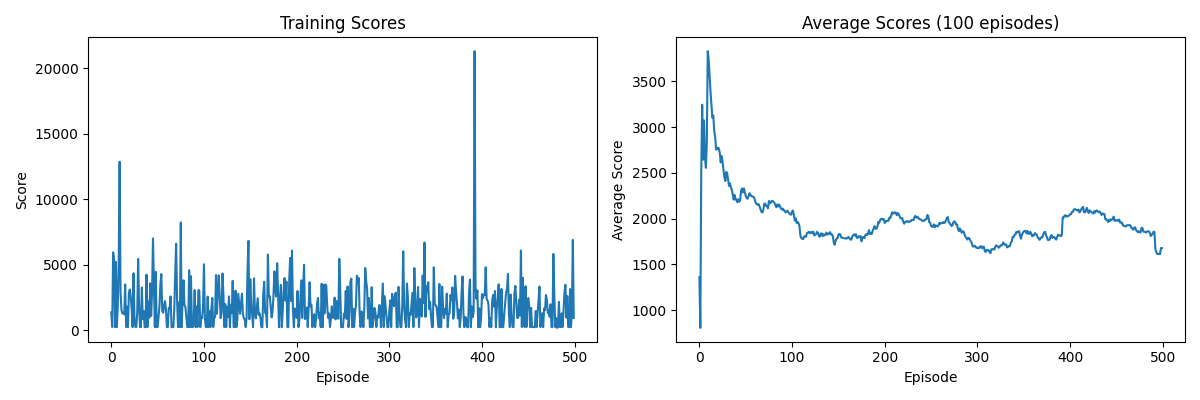 Training Scores
Score
20000
15000
10000
5000
0
0 100 200 300 400 500
Episode
Average Scores (100 episodes)
Average Score
3500
3000
2500
2000
1500
1000
0 100 200 300 400 500
Episode